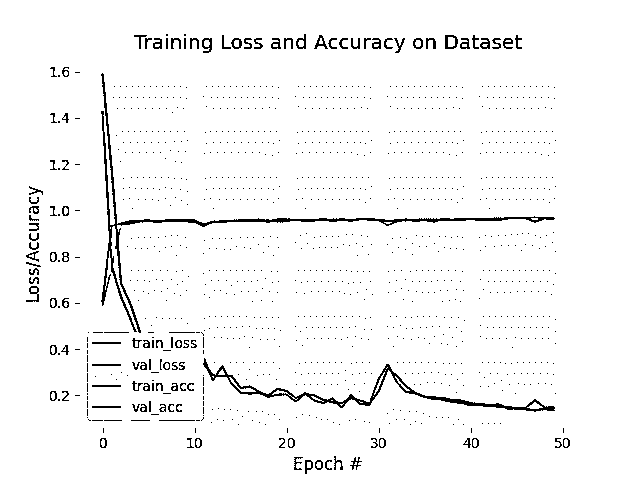 Training Loss and Accuracy on Dataset
1.6
1.4
1.2
1.0
0.8
0.6
0.4
0.2
Loss/Accuracy
train_loss
val_loss
train_acc
val_acc
0 10 20 30 40 50
Epoch #